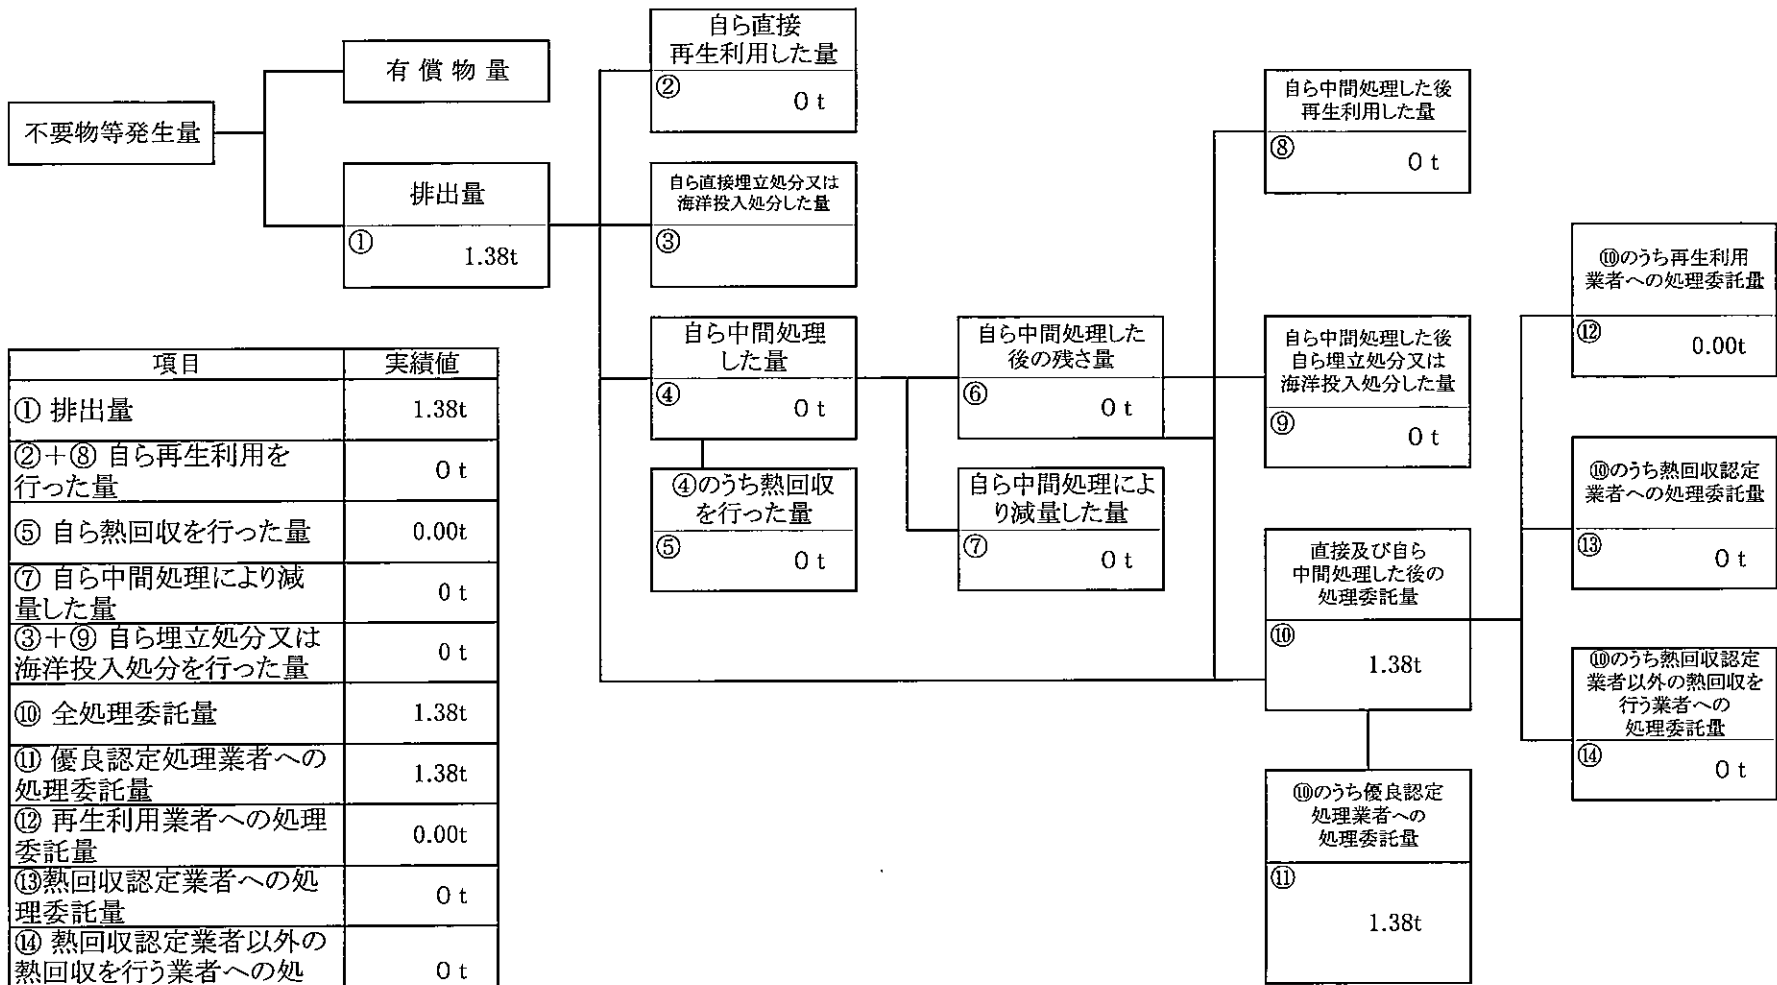 不要物等発生量
有償物量
排出量
①
1.38t
自ら直接
再生利用した量
②
0 t
自ら直接埋立処分又は
海洋投入処分した量
③
自ら中間処理
した量
④
0 t
④のうち熱回収
を行った量
⑤
0 t
自ら中間処理した
後の残さ量
⑥
0 t
自ら中間処理によ
り減量した量
⑦
0 t
自ら中間処理した後
再生利用した量
⑧
0 t
自ら中間処理した後
自ら埋立処分又は
海洋投入処分した量
⑨
0 t
直接及び自ら
中間処理した後の
処理委託量
⑩
1.38t
⑩のうち優良認定
処理業者への
処理委託量
⑪
1.38t
⑩のうち再生利用
業者への処理委託量
⑫
0.00t
⑩のうち熱回収認定
業者への処理委託量
⑬
0 t
⑩のうち熱回収認定
業者以外の熱回収を
行う業者への
処理委託量
⑭
0 t
項目 実績値
① 排出量 1.38t
②＋⑧ 自ら再生利用を
行った量 0 t
⑤ 自ら熱回収を行った量 0.00t
⑦ 自ら中間処理により減
量した量 0 t
③＋⑨ 自ら埋立処分又は
海洋投入処分を行った量 0 t
⑩ 全処理委託量 1.38t
⑪ 優良認定処理業者への
処理委託量 1.38t
⑫ 再生利用業者への処理
委託量 0.00t
⑬熱回収認定業者への処
理委託量 0 t
⑭ 熱回収認定業者以外の
熱回収を行う業者への処 0 t